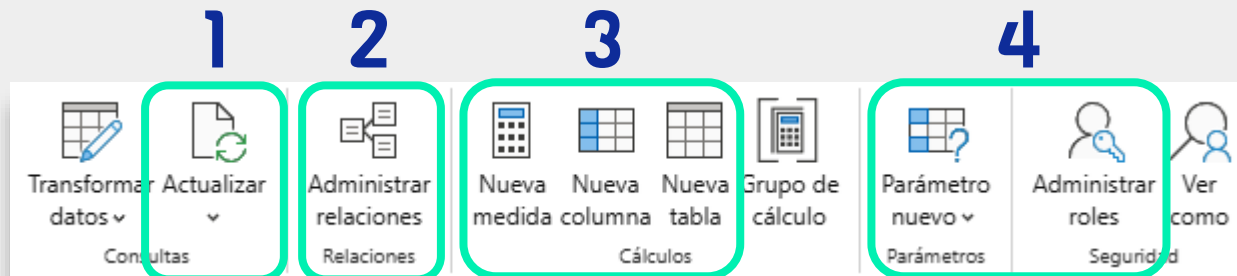 1 2 3 4
Transformar Actualizar Administrar Nueva Nueva Nueva Grupo de Parámetro Administrar Ver
datos relaciones medida columna tabla cálculo nuevo roles como
Consultas Relaciones Cálculos Parámetros Seguridad